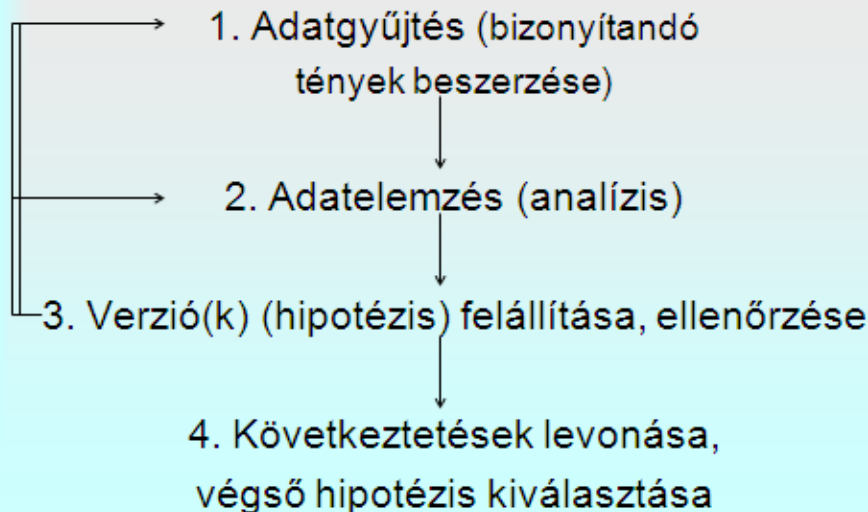 1. Adatgyűjtés (bizonyítandó
tények beszerzése)
2. Adatelemzés (analízis)
3. Verzió(k) (hipotézis) felállítása, ellenőrzése
4. Következtetések levonása,
végső hipotézis kiválasztása